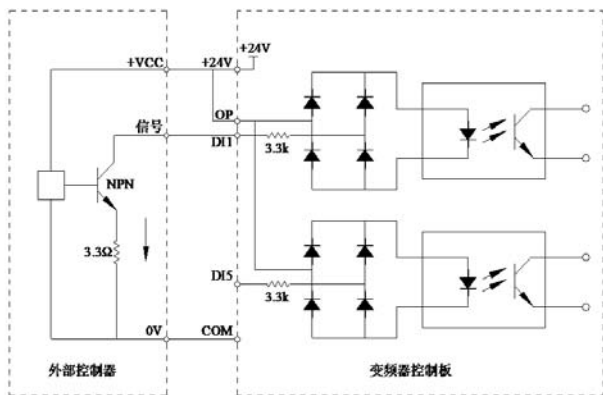 +24V
+VCC
+24V
OP
信号
DI1
3.3k
NPN
3.3Ω
DI5
3.3k
0V
COM
外部控制器
变频器控制板